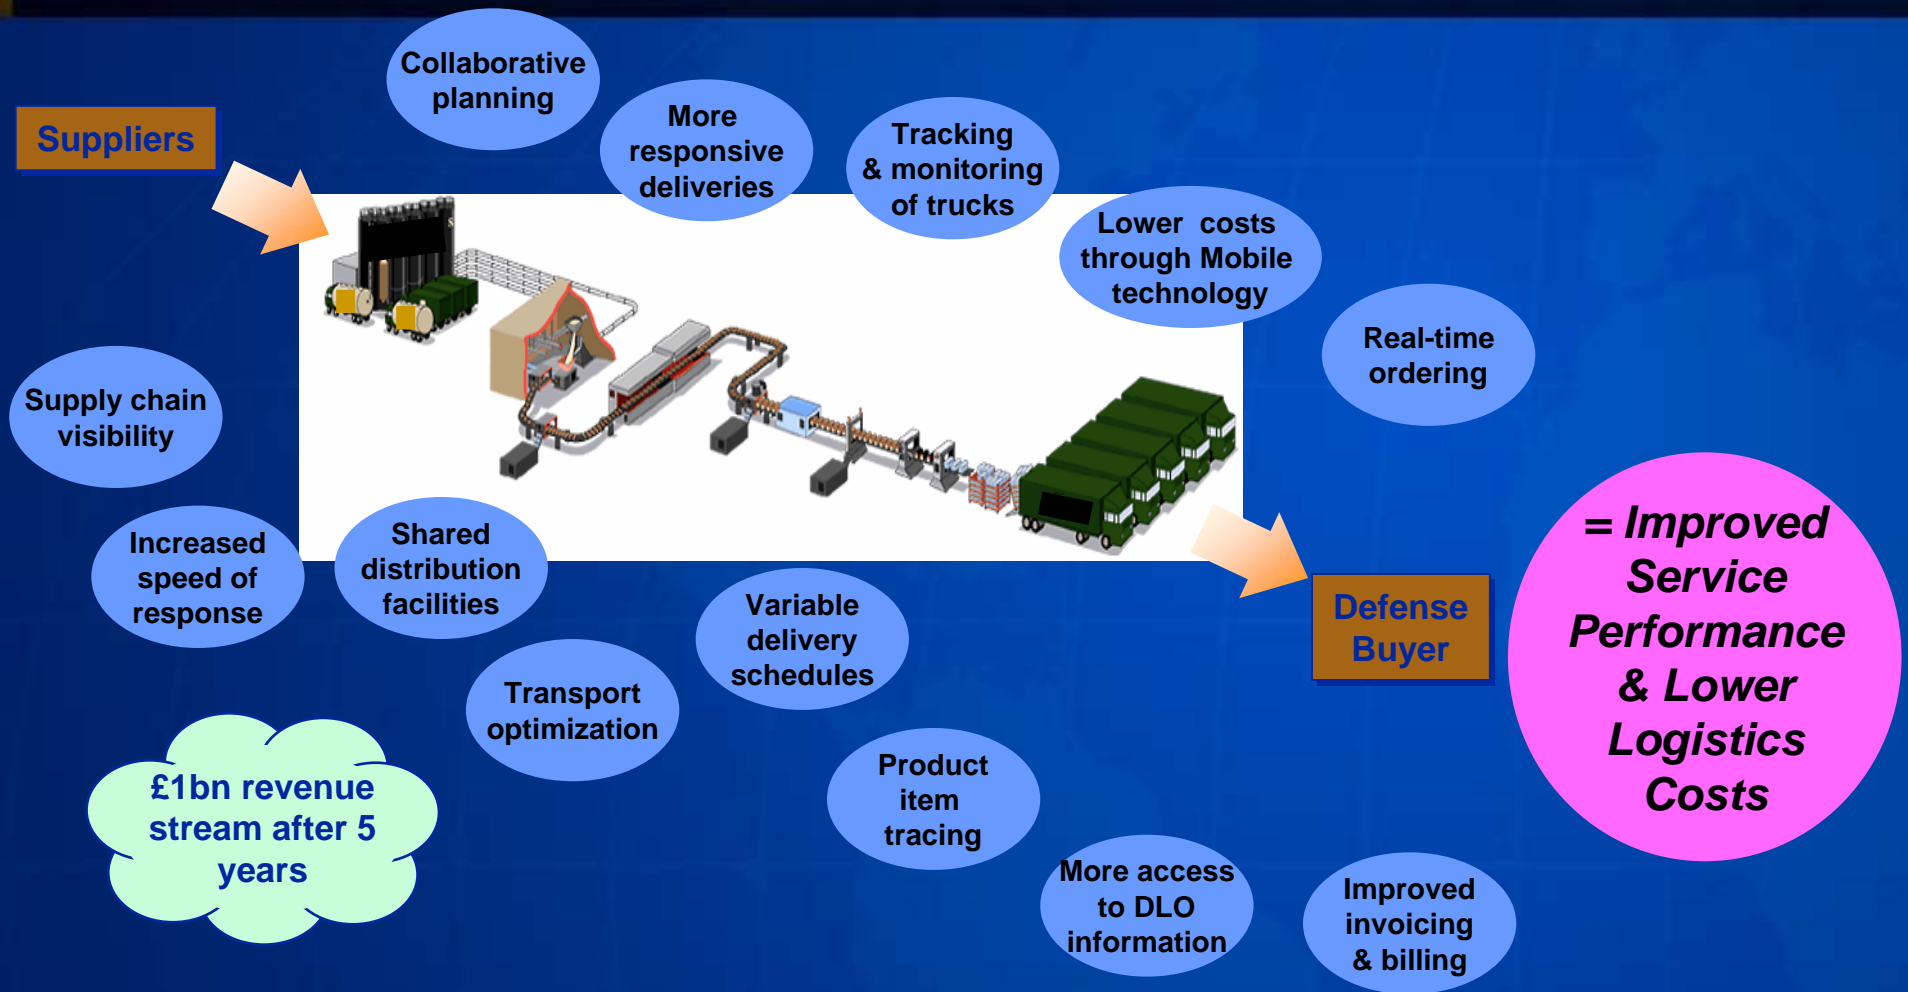 Collaborative
planning
Suppliers
More
responsive
deliveries
Tracking
& monitoring
of trucks
Lower costs
through Mobile
technology
Real-time
ordering
Supply chain
visibility
Increased
speed of
response
Shared
distribution
facilities
Variable
delivery
schedules
Transport
optimization
Defense
Buyer
= Improved
Service
Performance
& Lower
Logistics
Costs
£1bn revenue
stream after 5
years
Product
item
tracing
More access
to DLO
information
Improved
invoicing
& billing